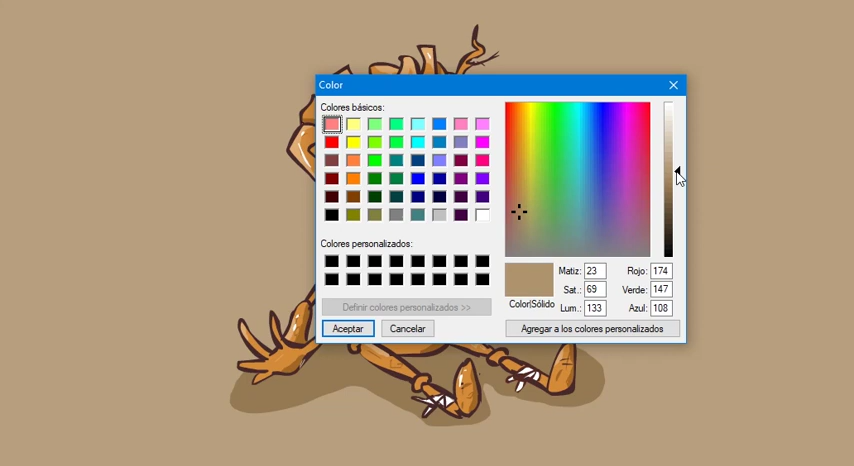 Color
Colores básicos:
Colores personalizados:
Definir colores personalizados >>
Aceptar
Cancelar
Color|Sólido
Matiz: 23
Sat.: 69
Lum.: 133
Rojo: 174
Verde: 147
Azul: 108
Agregar a los colores personalizados